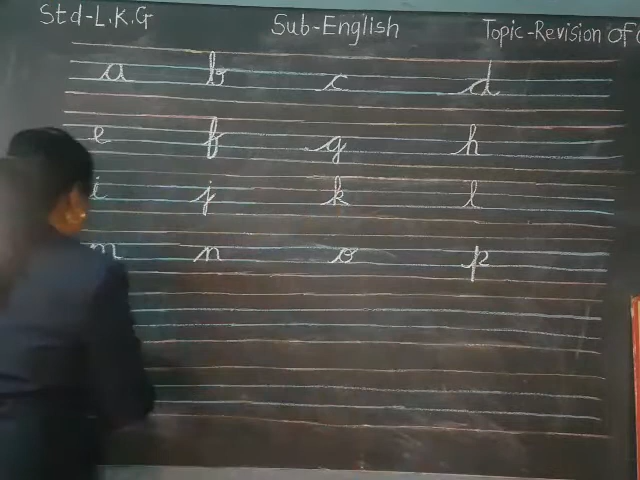 Std-L.K.G Sub-English Topic-Revision of
a b c d
e f g h
i j k l
m n o p